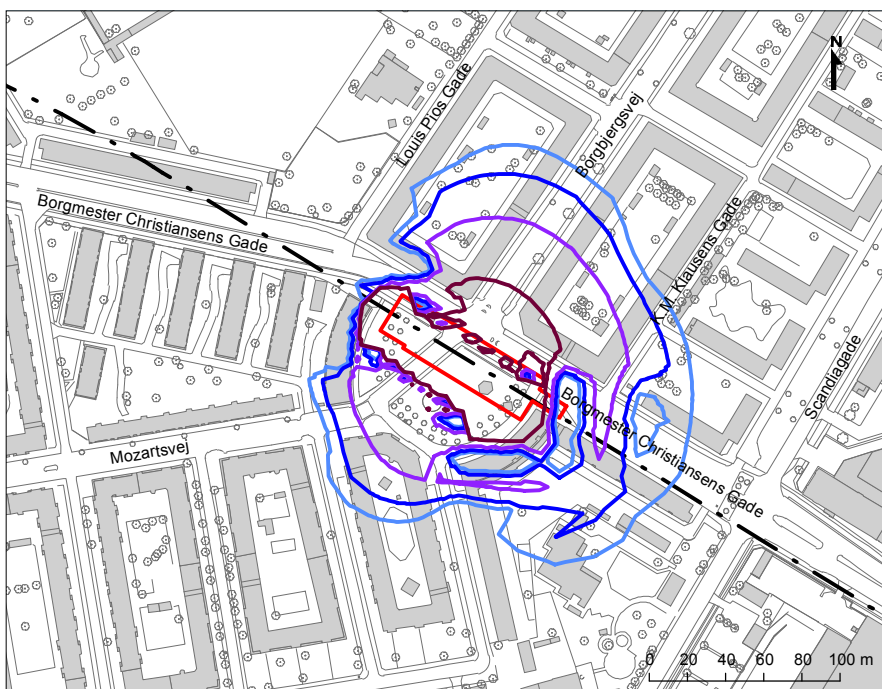 N
Louis Pios Gade
Borgbjergsvej
Borgmester Christiansens Gade
K.M. Klausens Gade
Scandiagade
Borgmester Christiansens Gade
Mozartsvej
0 20 40 60 80 100 m